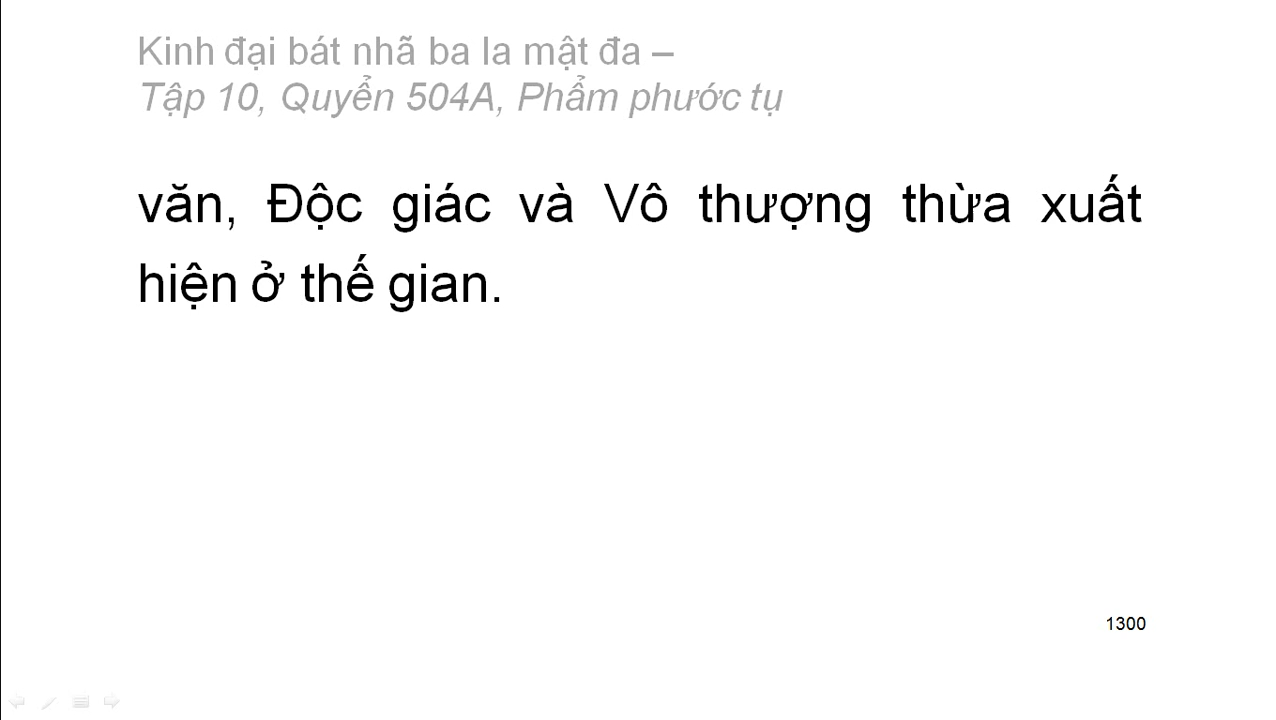 Kinh đại bát nhã ba la mật đa –
Tập 10, Quyển 504A, Phẩm phước tụ
văn, Độc giác và Vô thượng thừa xuất
hiện ở thế gian.
1300